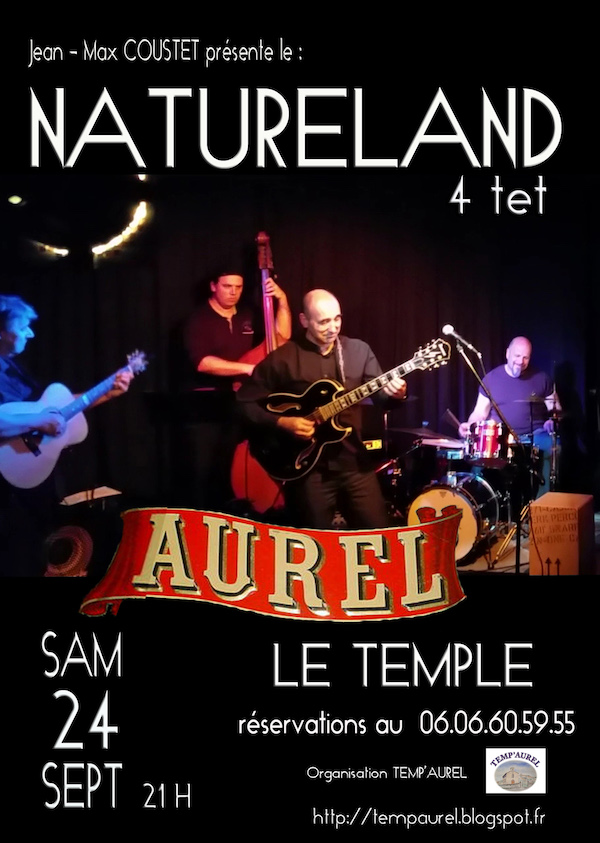 Jean - Max COUSTET présente le :
NATURELAND
4 tet
AUREL
SAM
24
SEPT 21 H
LE TEMPLE
réservations au 06.06.60.59.55
Organisation TEMP'AUREL
TEMP'AUREL
http://tempaurel.blogspot.fr